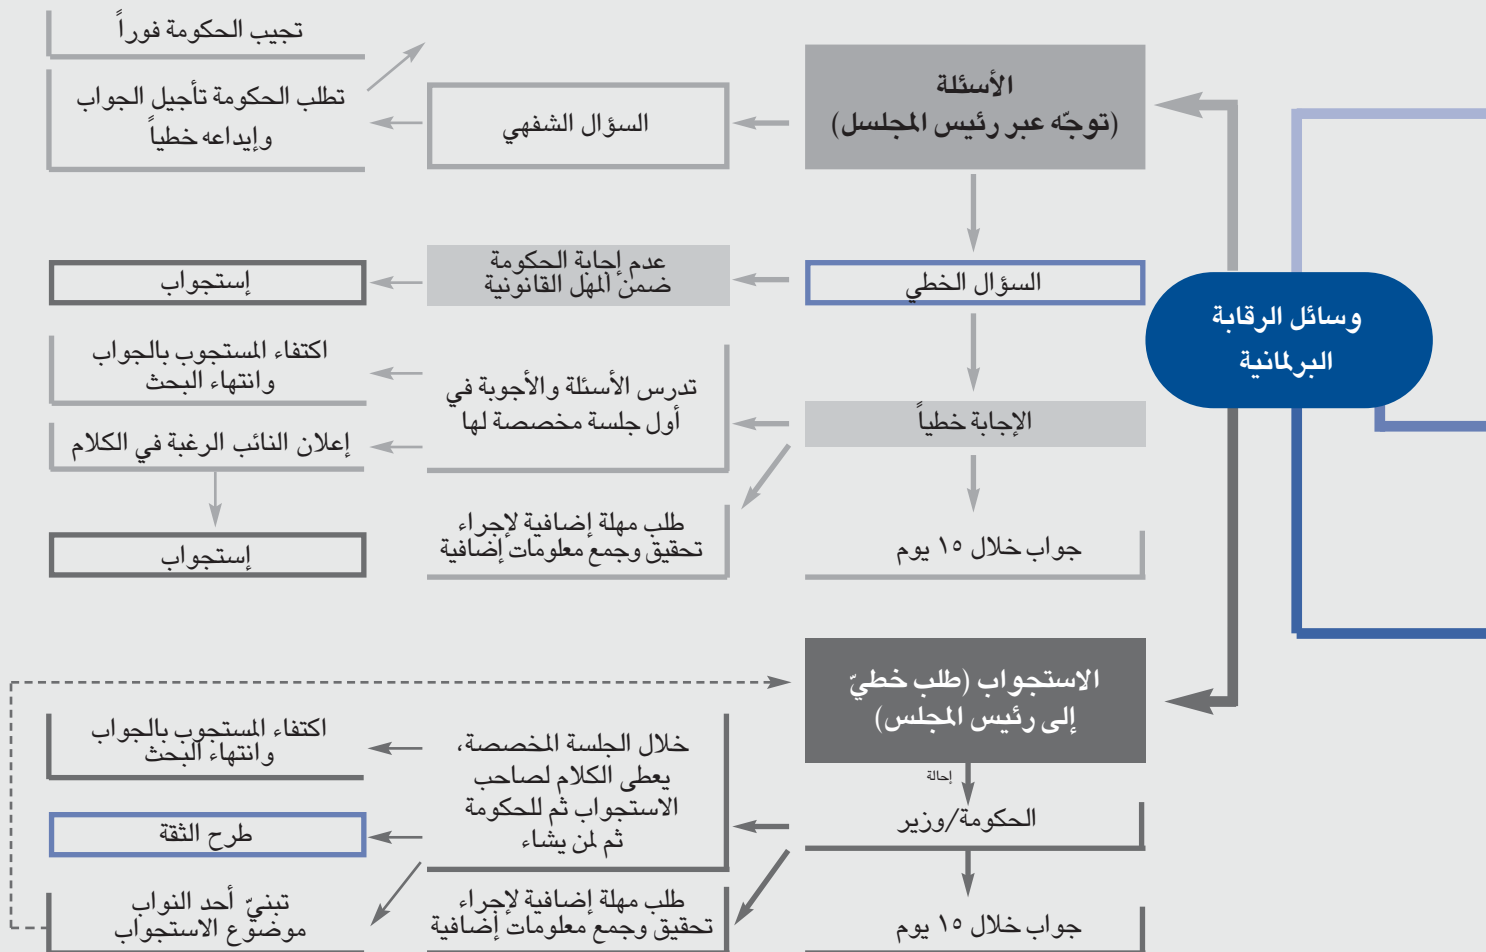 وسائل الرقابة
البرلمانية
الأسئلة
(توجّه عبر رئيس المجلسل)
السؤال الشفهي
تجيب الحكومة فوراً
تطلب الحكومة تأجيل الجواب
وإيداعه خطياً
السؤال الخطي
عدم إجابة الحكومة
ضمن المهل القانونية
إستجواب
الإجابة خطياً
تدرس الأسئلة والأجوبة في
أول جلسة مخصصة لها
اكتفاء المستجوب بالجواب
وانتهاء البحث
إعلان النائب الرغبة في الكلام
إستجواب
طلب مهلة إضافية لإجراء
تحقيق وجمع معلومات إضافية
جواب خلال ١٥ يوم
الاستجواب (طلب خطيّ
إلى رئيس المجلس)
إحالة
الحكومة/وزير
خلال الجلسة المخصصة،
يعطى الكلام لصاحب
الاستجواب ثم للحكومة
ثم لمن يشاء
اكتفاء المستجوب بالجواب
وانتهاء البحث
طرح الثقة
تبنيّ أحد النواب
موضوع الاستجواب
طلب مهلة إضافية لإجراء
تحقيق وجمع معلومات إضافية
جواب خلال ١٥ يوم